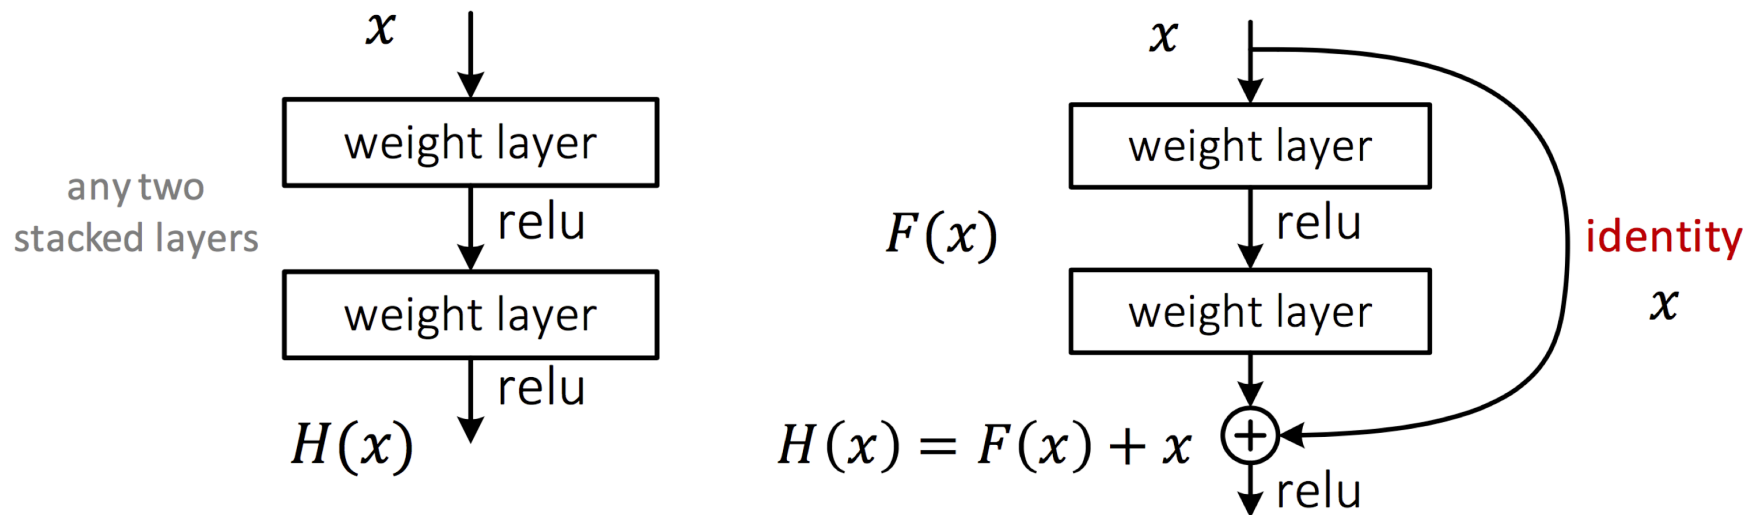 x
weight layer
any two
stacked layers
relu
weight layer
relu
H(x)
x
weight layer
F(x)
relu
identity
x
weight layer
H(x) = F(x) + x
+
relu